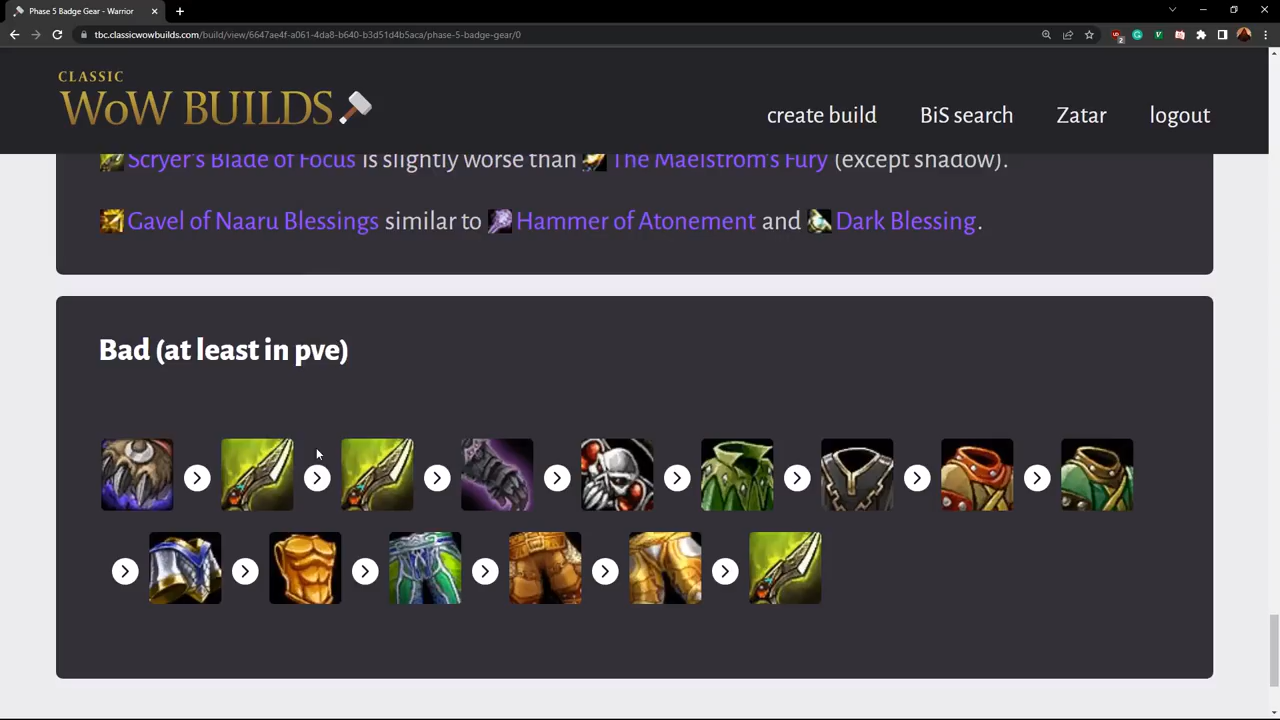 Phase 5 Badge Gear - Warrior
tbc.classicwowbuilds.com/build/view/6647ae4f-a061-4da8-b640-b3d51d4b5aca/phase-5-badge-gear/0
2
CLASSIC
WoW BUILDS
create build
BiS search
Zatar
logout
Scryer's Blade of Focus is slightly worse than The Maelstrom's Fury (except shadow).
Gavel of Naaru Blessings similar to Hammer of Atonement and Dark Blessing.
Bad (at least in pve)